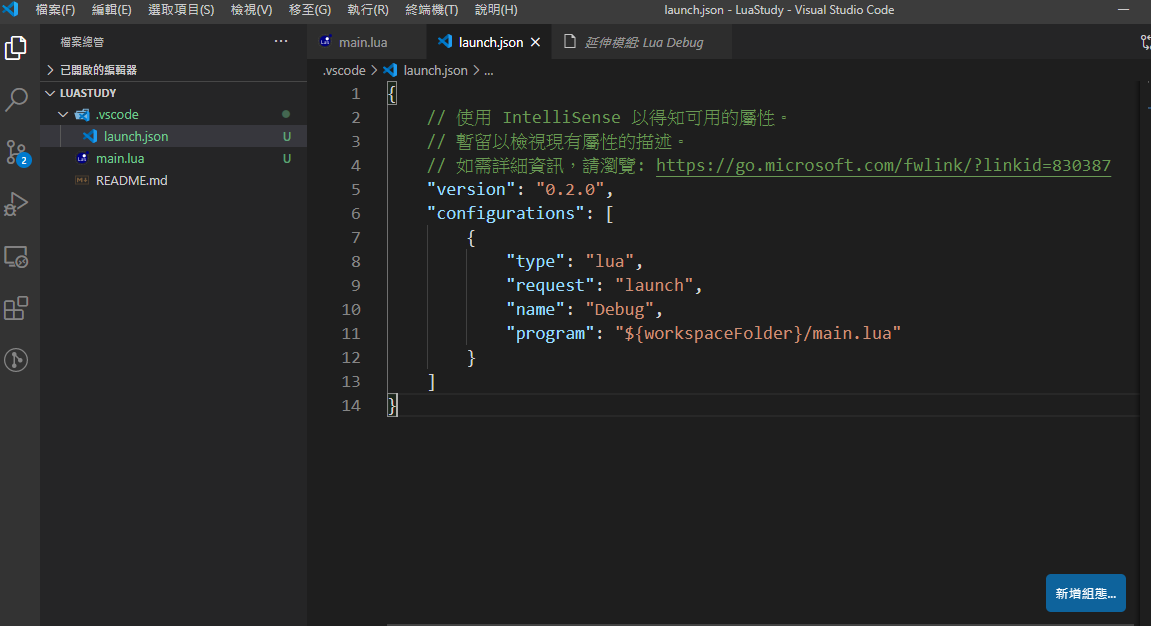 檔案(F) 編輯(E) 選取項目(S) 檢視(V) 移至(G) 執行(R) 終端機(T) 說明(H) launch.json - LuaStudy - Visual Studio Code
檔案總管 ···
main.lua launch.json 延伸模組: Lua Debug
已開啟的編輯器
.vscode > launch.json > ...
LUASTUDY
.vscode
launch.json U
main.lua U
README.md
2
1 {
2 // 使用 IntelliSense 以得知可用的屬性。
3 // 暫留以檢視現有屬性的描述。
4 // 如需詳細資訊，請瀏覽: https://go.microsoft.com/fwlink/?linkid=830387
5 "version": "0.2.0",
6 "configurations": [
7 {
8 "type": "lua",
9 "request": "launch",
10 "name": "Debug",
11 "program": "${workspaceFolder}/main.lua"
12 }
13 ]
14 }
新增組態...